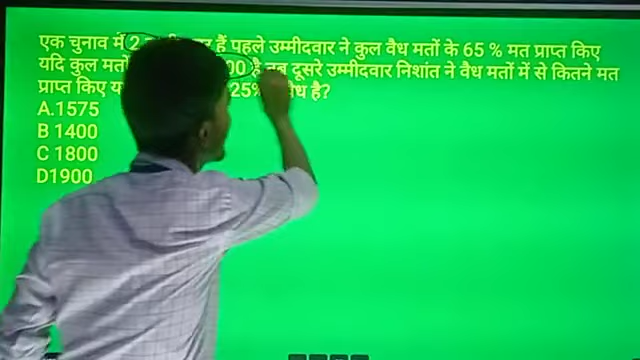 एक चुनाव में 2 हैं पहले उम्मीदवार ने कुल वैध मतों के 65 % मत प्राप्त किए
यदि कुल मतों 00 है तब दूसरे उम्मीदवार निशांत ने वैध मतों में से कितने मत
प्राप्त किए 25% है?
A.1575
B 1400
C 1800
D1900